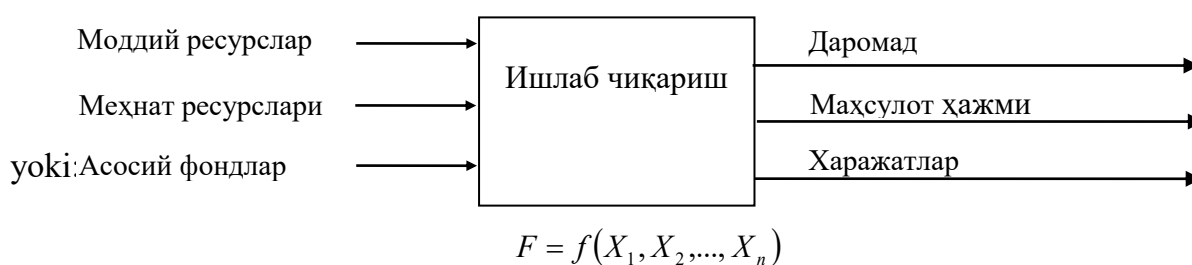 Моддий ресурслар
Меҳнат ресурслари
yoki: Асосий фондлар
Ишлаб чиқариш
Даромад
Маҳсулот ҳажми
Харажатлар
F = f(X₁, X₂,..., Xₙ)